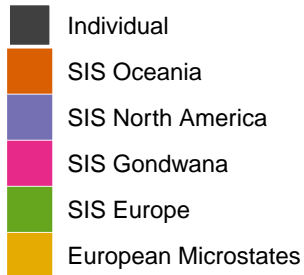 Individual
SIS Oceania
SIS North America
SIS Gondwana
SIS Europe
European Microstates